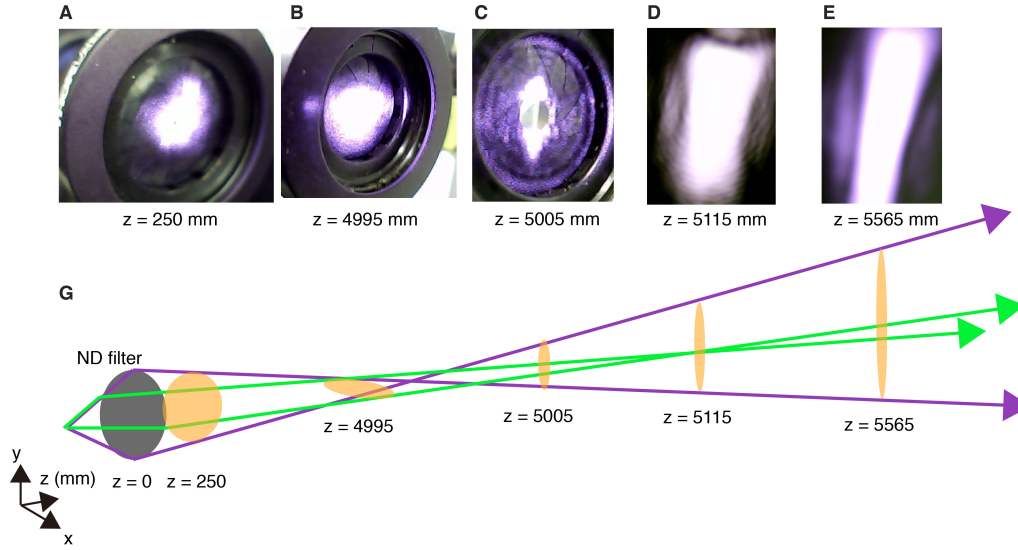 A
B
C
D
E
z = 250 mm
z = 4995 mm
z = 5005 mm
z = 5115 mm
z = 5565 mm
G
ND filter
z = 4995
z = 5005
z = 5115
z = 5565
y
z (mm)
z = 0
z = 250
x